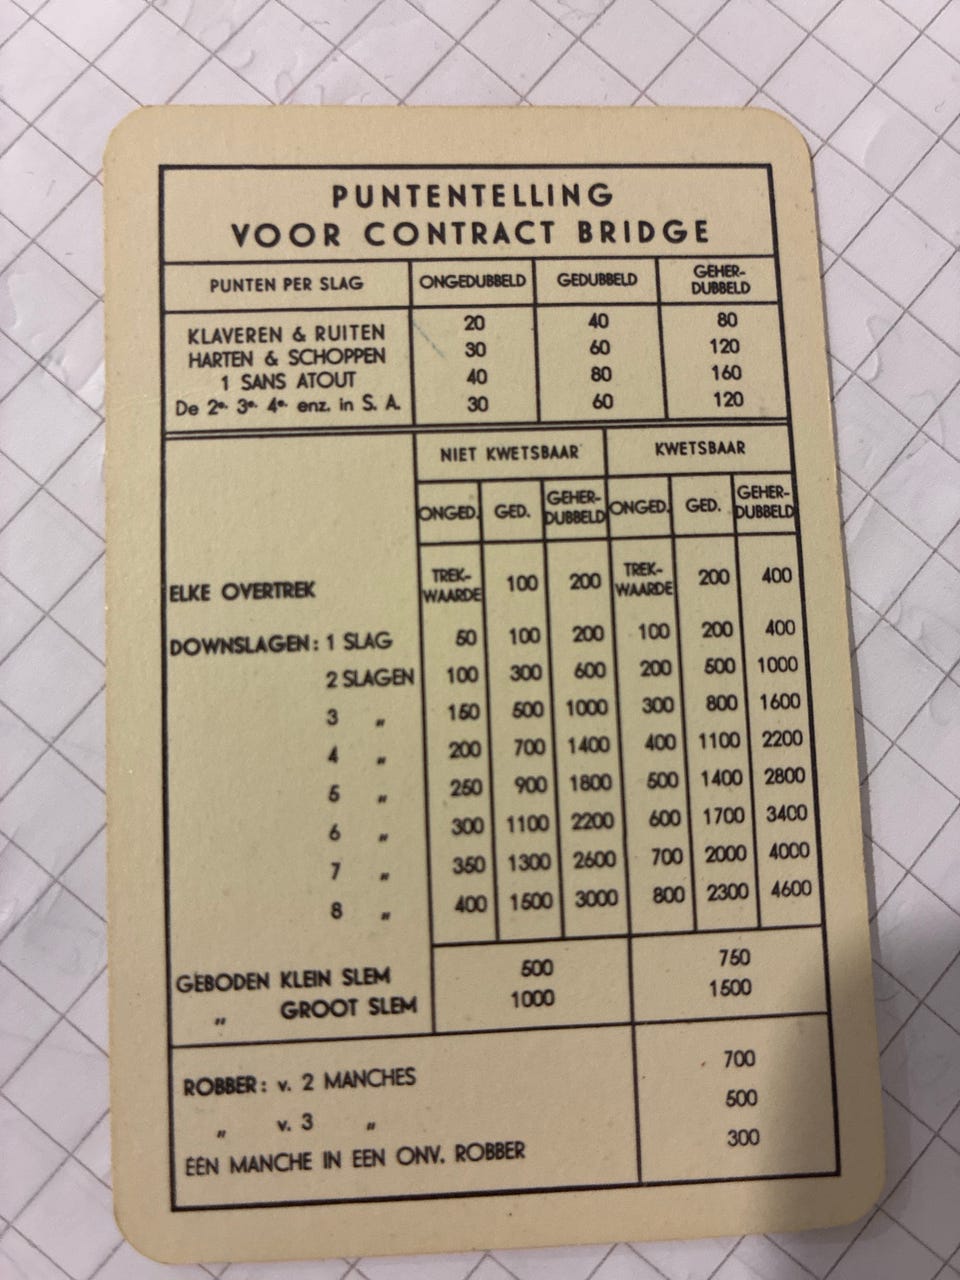 PUNTENTELLING
VOOR CONTRACT BRIDGE
PUNTEN PER SLAG ONGEDUBBELD GEDUBBELD GEHER-DUBBELD
KLAVEREN & RUITEN 20 40 80
HARTEN & SCHOPPEN 30 60 120
1 SANS ATOUT 40 80 160
De 2e. 3e. 4e. enz. in S. A. 30 60 120
NIET KWETSBAAR KWETSBAAR
ONGED. GED. GEHER-DUBBELD ONGED. GED. GEHER-DUBBELD
ELKE OVERTREK TREK-WAARDE 100 200 TREK-WAARDE 200 400
DOWNSLAGEN: 1 SLAG 50 100 200 100 200 400
2 SLAGEN 100 300 600 200 500 1000
3 „ 150 500 1000 300 800 1600
4 „ 200 700 1400 400 1100 2200
5 „ 250 900 1800 500 1400 2800
6 „ 300 1100 2200 600 1700 3400
7 „ 350 1300 2600 700 2000 4000
8 „ 400 1500 3000 800 2300 4600
GEBODEN KLEIN SLEM 500 750
„ GROOT SLEM 1000 1500
ROBBER: v. 2 MANCHES 700
„ v. 3 „ 500
ÉÉN MANCHE IN EEN ONV. ROBBER 300